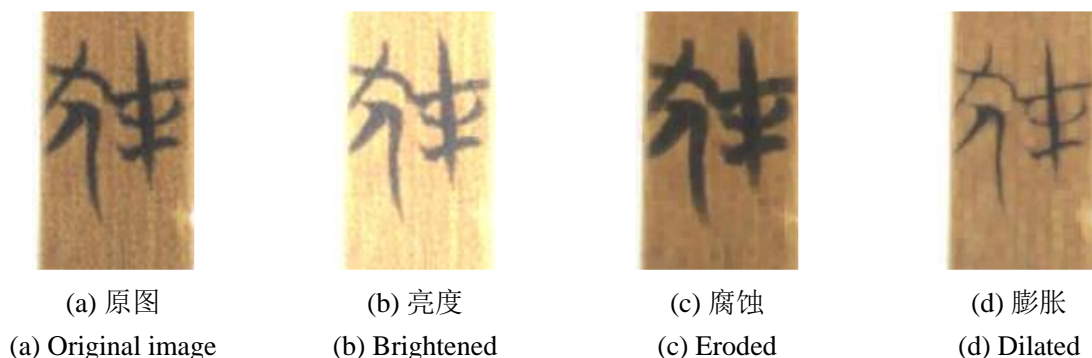 (a) 原图 (b) 亮度 (c) 腐蚀 (d) 膨胀
(a) Original image (b) Brightened (c) Eroded (d) Dilated